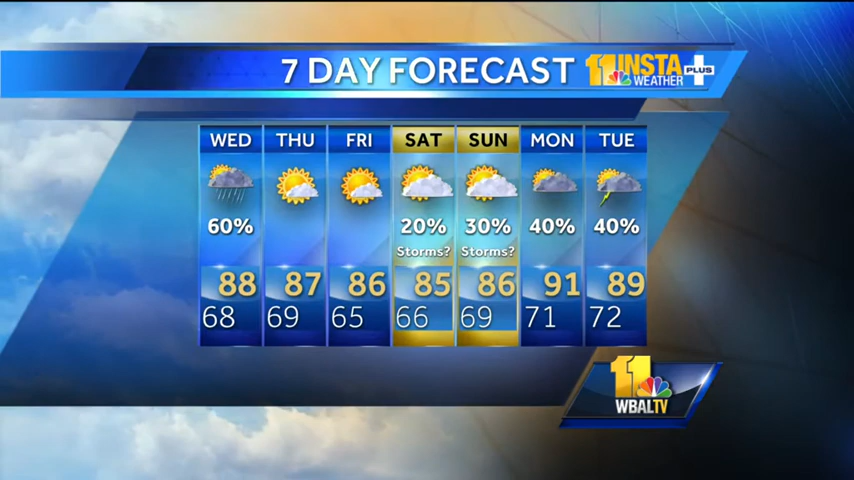 7 DAY FORECAST 11 INSTA WEATHER PLUS
WED THU FRI SAT SUN MON TUE
60% 20% 30% 40% 40%
Storms? Storms?
88 87 86 85 86 91 89
68 69 65 66 69 71 72
11
WBALTV